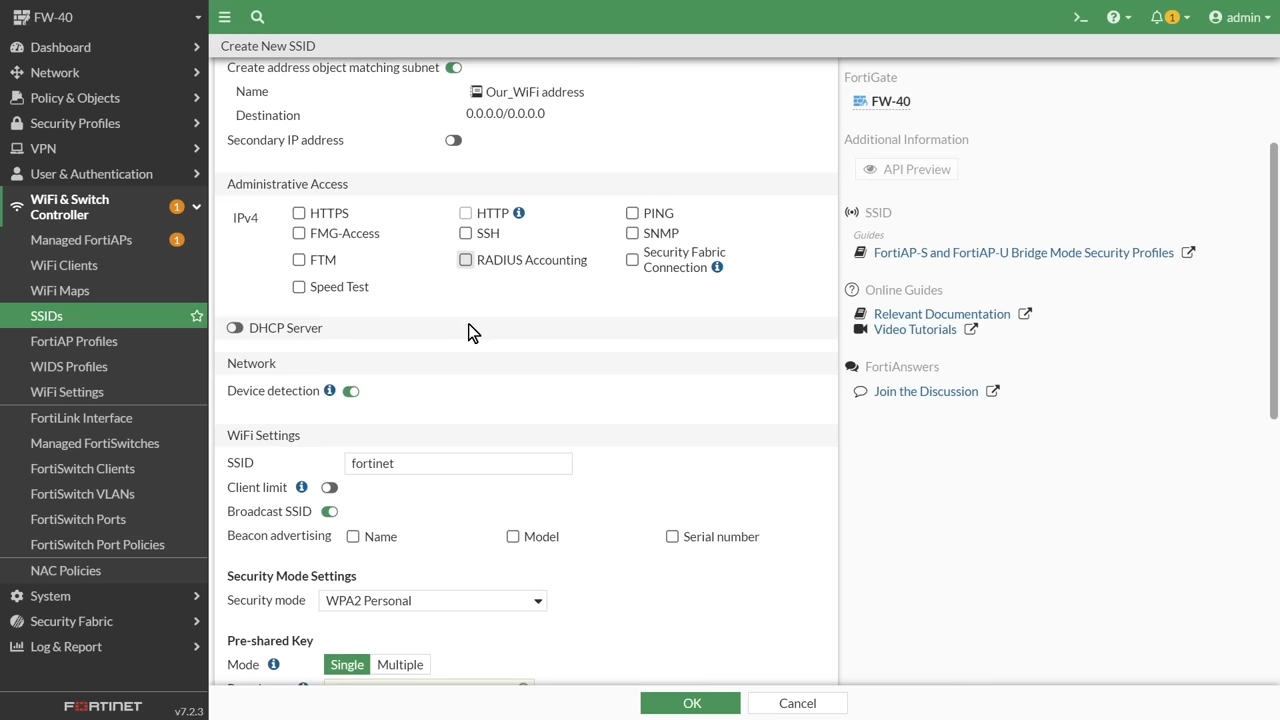 FW-40
admin
1
Create New SSID
Dashboard
Network
Policy & Objects
Security Profiles
VPN
User & Authentication
WiFi & Switch
Controller
1
Managed FortiAPs
1
WiFi Clients
WiFi Maps
SSIDs
FortiAP Profiles
WIDS Profiles
WiFi Settings
FortiLink Interface
Managed FortiSwitches
FortiSwitch Clients
FortiSwitch VLANs
FortiSwitch Ports
FortiSwitch Port Policies
NAC Policies
System
Security Fabric
Log & Report
FORTINET
v7.2.3
Create address object matching subnet
Name
Our_WiFi address
Destination
0.0.0.0/0.0.0.0
Secondary IP address
Administrative Access
IPv4
HTTPS
HTTP
PING
FMG-Access
SSH
SNMP
FTM
RADIUS Accounting
Security Fabric
Connection
Speed Test
DHCP Server
Network
Device detection
WiFi Settings
SSID
fortinet
Client limit
Broadcast SSID
Beacon advertising
Name
Model
Serial number
Security Mode Settings
Security mode
WPA2 Personal
Pre-shared Key
Mode
Single
Multiple
OK
Cancel
FortiGate
FW-40
Additional Information
API Preview
SSID
Guides
FortiAP-S and FortiAP-U Bridge Mode Security Profiles
Online Guides
Relevant Documentation
Video Tutorials
FortiAnswers
Join the Discussion